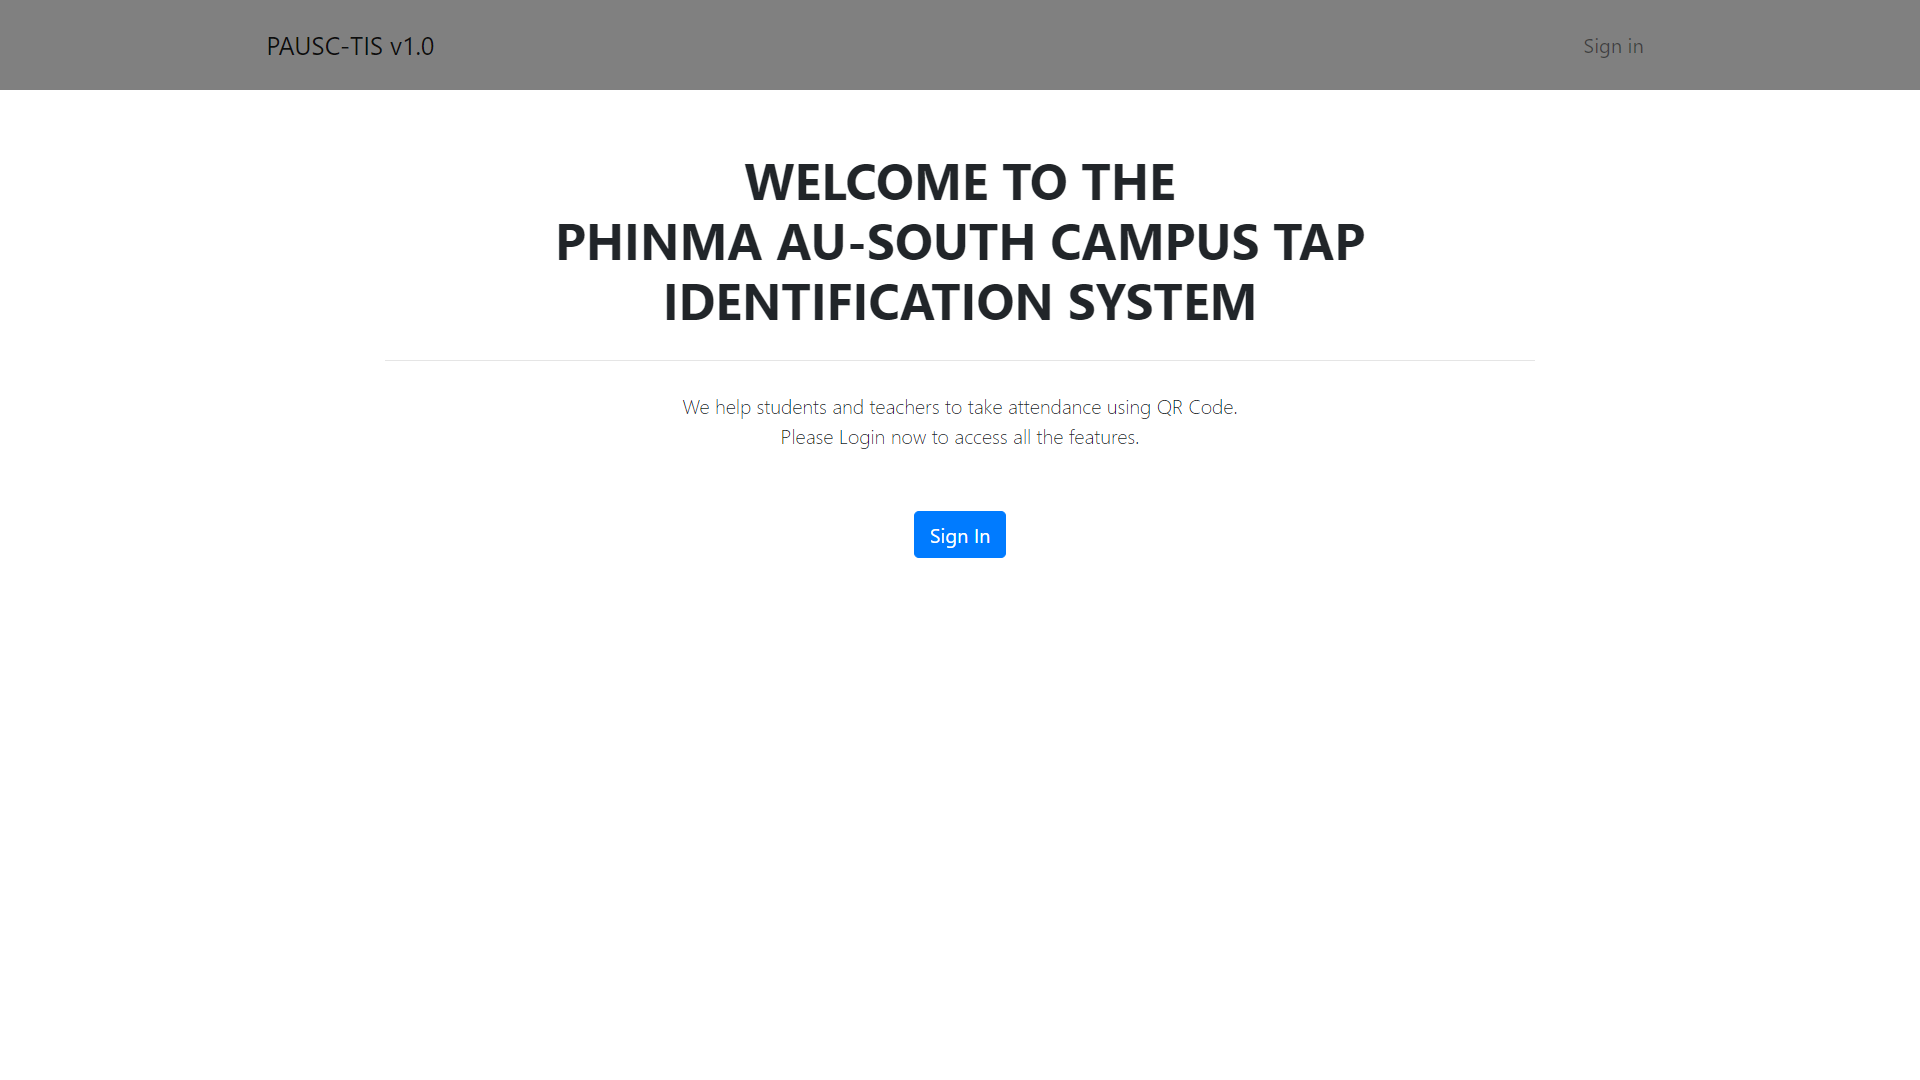 PAUSC-TIS v1.0
Sign in
WELCOME TO THE
PHINMA AU-SOUTH CAMPUS TAP
IDENTIFICATION SYSTEM
We help students and teachers to take attendance using QR Code.
Please Login now to access all the features.
Sign In